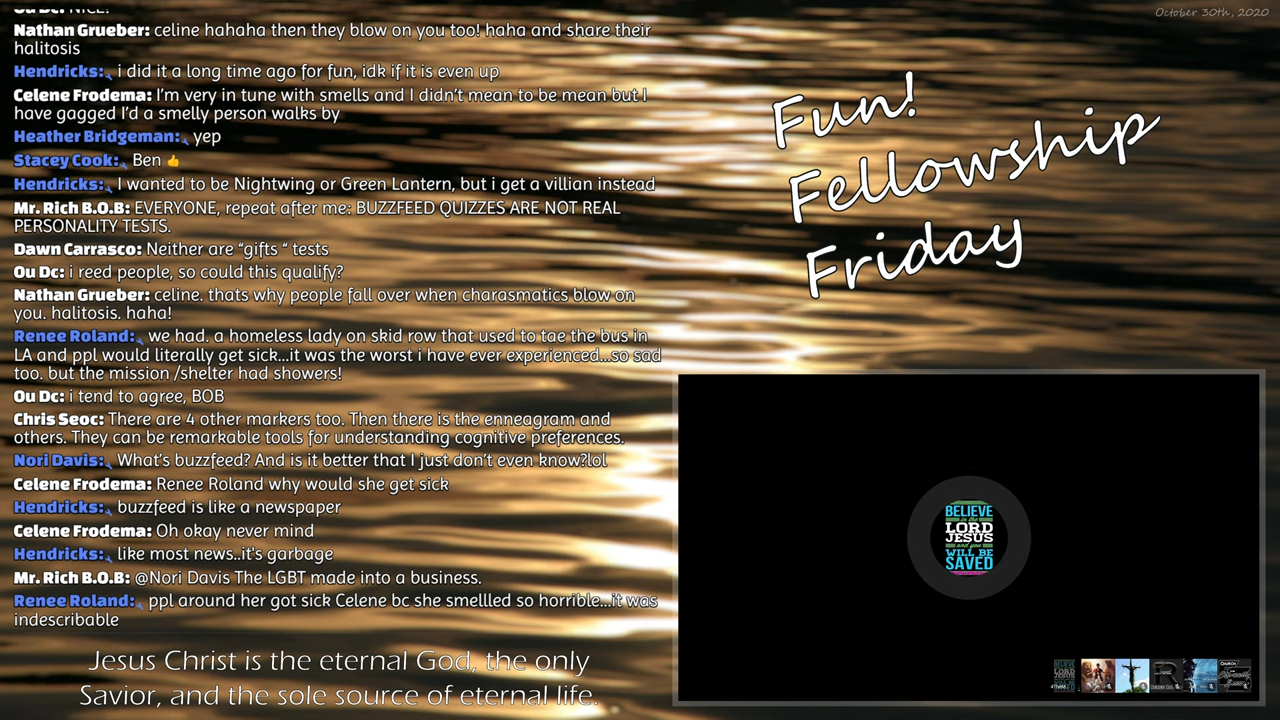 Ou Dc: NICE!
October 30th, 2020
Nathan Grueber: celine hahaha then they blow on you too! haha and share their
halitosis
Hendricks: i did it a long time ago for fun, idk if it is even up
Celene Frodema: I'm very in tune with smells and I didn't mean to be mean but I
have gagged I'd a smelly person walks by
Heather Bridgeman: yep
Stacey Cook: Ben 👍
Hendricks: I wanted to be Nightwing or Green Lantern, but i get a villian instead
Mr. Rich B.O.B: EVERYONE, repeat after me: BUZZFEED QUIZZES ARE NOT REAL
PERSONALITY TESTS.
Dawn Carrasco: Neither are “gifts “ tests
Ou Dc: i reed people, so could this qualify?
Nathan Grueber: celine. thats why people fall over when charasmatics blow on
you. halitosis. haha!
Renee Roland: we had. a homeless lady on skid row that used to tae the bus in
LA and ppl would literally get sick...it was the worst i have ever experienced...so sad
too. but the mission /shelter had showers!
Ou Dc: i tend to agree, BOB
Chris Seoc: There are 4 other markers too. Then there is the enneagram and
others. They can be remarkable tools for understanding cognitive preferences.
Nori Davis: What's buzzfeed? And is it better that I just don't even know?lol
Celene Frodema: Renee Roland why would she get sick
Hendricks: buzzfeed is like a newspaper
Celene Frodema: Oh okay never mind
Hendricks: like most news..it's garbage
Mr. Rich B.O.B: @Nori Davis The LGBT made into a business.
Renee Roland: ppl around her got sick Celene bc she smellled so horrible...it was
indescribable
Jesus Christ is the eternal God, the only
Savior, and the sole source of eternal life.
Fun!
Fellowship
Friday
BELIEVE
in the
LORD
JESUS
and you
WILL BE
SAVED